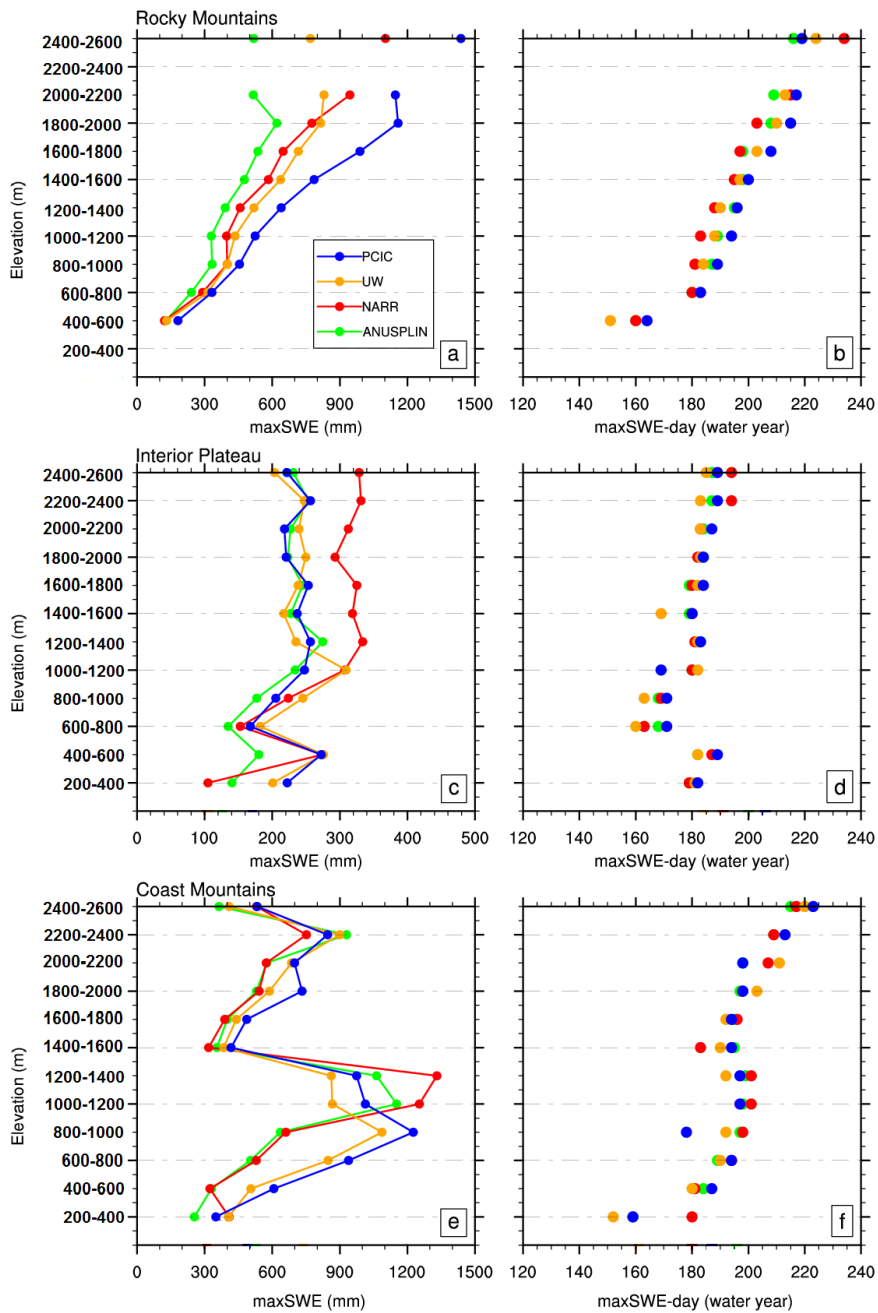 Rocky Mountains
2400-2600
2200-2400
2000-2200
1800-2000
1600-1800
1400-1600
1200-1400
1000-1200
800-1000
600-800
400-600
200-400
Elevation (m)
PCIC
UW
NARR
ANUSPLIN
a
b
0 300 600 900 1200 1500
maxSWE (mm)
120 140 160 180 200 220 240
maxSWE-day (water year)
Interior Plateau
2400-2600
2200-2400
2000-2200
1800-2000
1600-1800
1400-1600
1200-1400
1000-1200
800-1000
600-800
400-600
200-400
Elevation (m)
c
d
0 100 200 300 400 500
maxSWE (mm)
120 140 160 180 200 220 240
maxSWE-day (water year)
Coast Mountains
2400-2600
2200-2400
2000-2200
1800-2000
1600-1800
1400-1600
1200-1400
1000-1200
800-1000
600-800
400-600
200-400
Elevation (m)
e
f
0 300 600 900 1200 1500
maxSWE (mm)
120 140 160 180 200 220 240
maxSWE-day (water year)